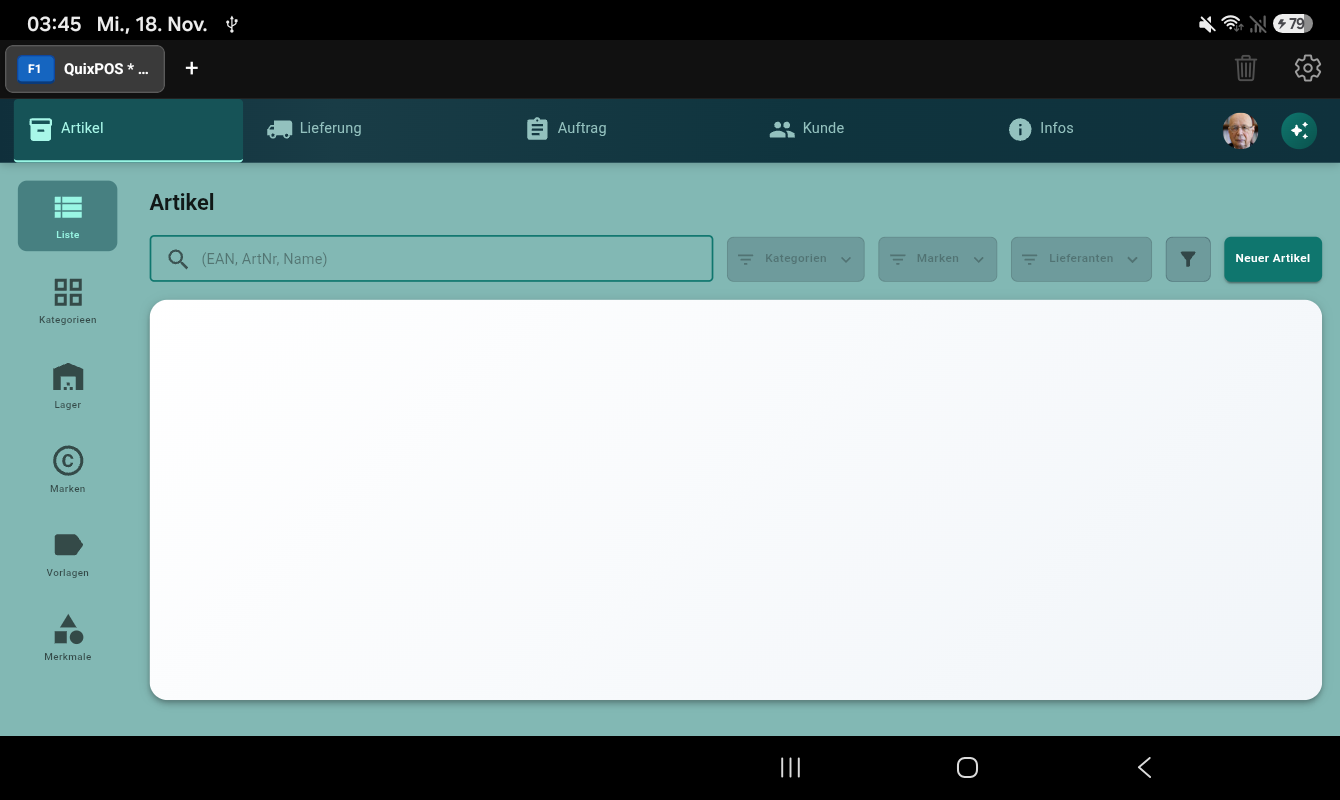 03:45 Mi., 18. Nov. 79
F1 QuixPOS * ... +
Artikel Lieferung Auftrag Kunde Infos
Liste
Kategorieen
Lager
Marken
Vorlagen
Merkmale
Artikel
(EAN, ArtNr, Name) Kategorien Marken Lieferanten Neuer Artikel